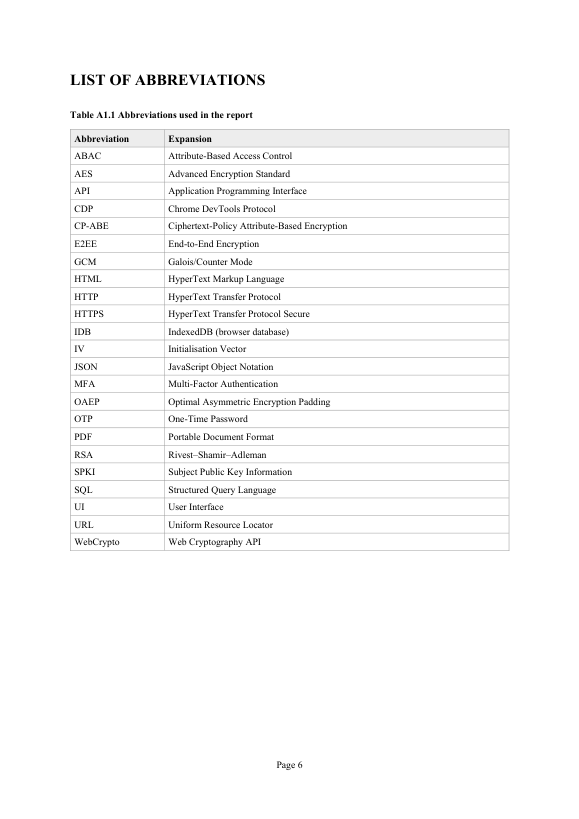 LIST OF ABBREVIATIONS
Table A1.1 Abbreviations used in the report
Abbreviation Expansion
ABAC Attribute-Based Access Control
AES Advanced Encryption Standard
API Application Programming Interface
CDP Chrome DevTools Protocol
CP-ABE Ciphertext-Policy Attribute-Based Encryption
E2EE End-to-End Encryption
GCM Galois/Counter Mode
HTML HyperText Markup Language
HTTP HyperText Transfer Protocol
HTTPS HyperText Transfer Protocol Secure
IDB IndexedDB (browser database)
IV Initialisation Vector
JSON JavaScript Object Notation
MFA Multi-Factor Authentication
OAEP Optimal Asymmetric Encryption Padding
OTP One-Time Password
PDF Portable Document Format
RSA Rivest–Shamir–Adleman
SPKI Subject Public Key Information
SQL Structured Query Language
UI User Interface
URL Uniform Resource Locator
WebCrypto Web Cryptography API
Page 6